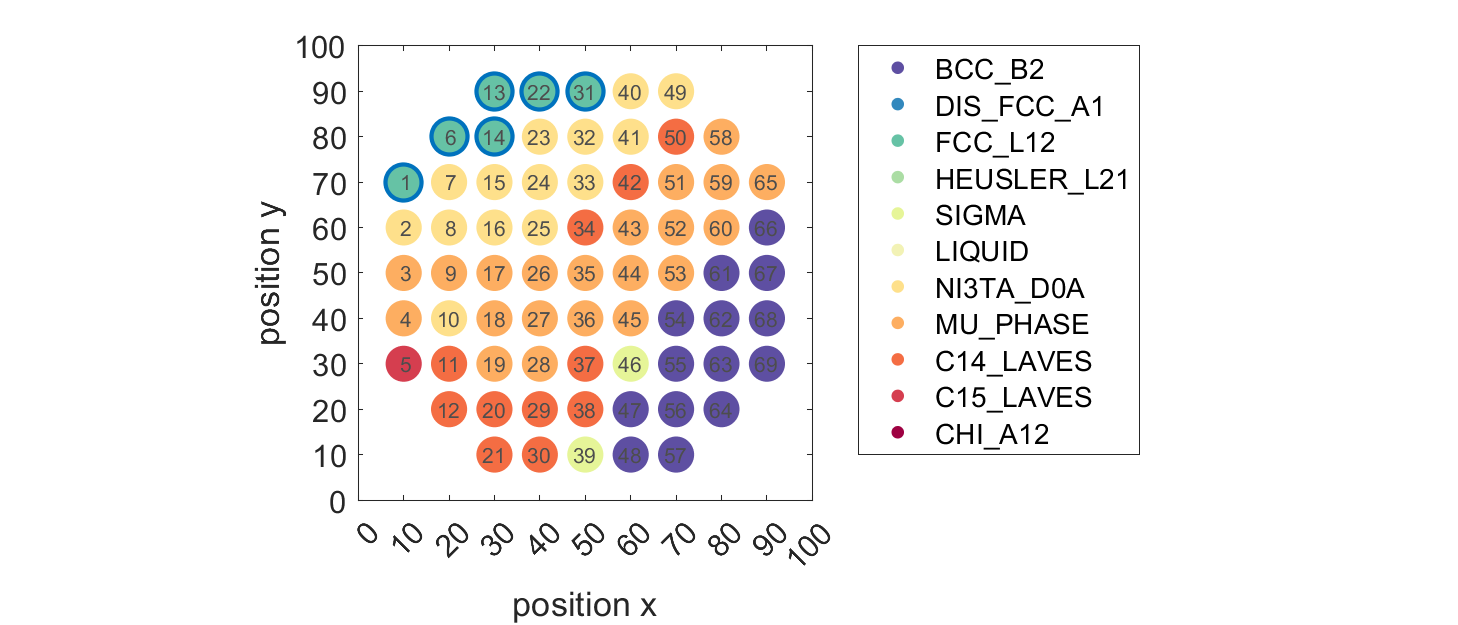 100
90 13 22 31 40 49
80 6 14 23 32 41 50 58
70 1 7 15 24 33 42 51 59 65
60 2 8 16 25 34 43 52 60 66
50 3 9 17 26 35 44 53 61 67
40 4 10 18 27 36 45 54 62 68
30 5 11 19 28 37 46 55 63 69
20 12 20 29 38 47 56 64
10 21 30 39 48 57
0
position y
0 10 20 30 40 50 60 70 80 90 100
position x
BCC_B2
DIS_FCC_A1
FCC_L12
HEUSLER_L21
SIGMA
LIQUID
NI3TA_D0A
MU_PHASE
C14_LAVES
C15_LAVES
CHI_A12